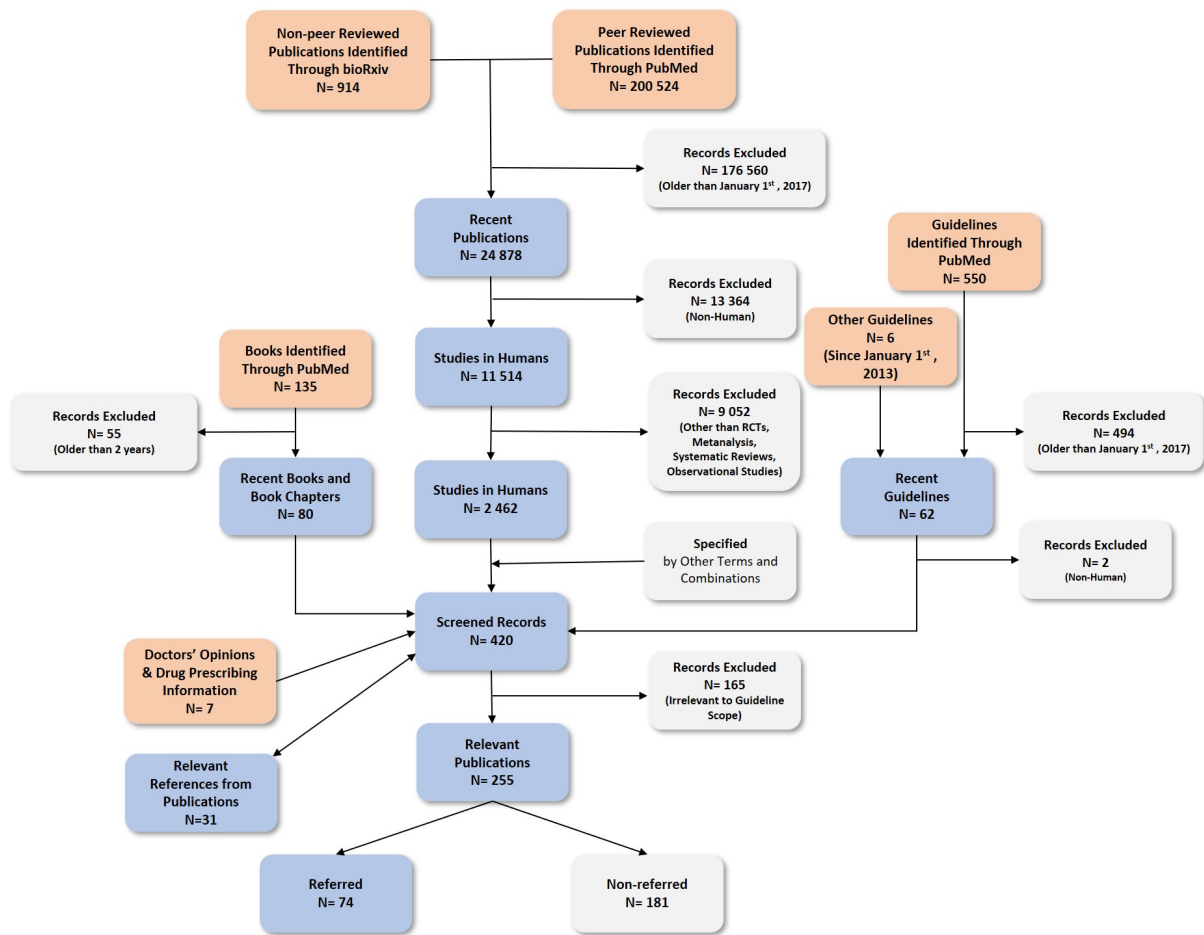 Non-peer Reviewed
Publications Identified
Through bioRxiv
N= 914
Peer Reviewed
Publications Identified
Through PubMed
N= 200 524
Records Excluded
N= 176 560
(Older than January 1st , 2017)
Recent
Publications
N= 24 878
Guidelines
Identified Through
PubMed
N= 550
Records Excluded
N= 13 364
(Non-Human)
Other Guidelines
N= 6
(Since January 1st ,
2013)
Books Identified
Through PubMed
N= 135
Studies in Humans
N= 11 514
Records Excluded
N= 55
(Older than 2 years)
Records Excluded
N= 9 052
(Other than RCTs,
Metanalysis,
Systematic Reviews,
Observational Studies)
Records Excluded
N= 494
(Older than January 1st, 2017)
Recent Books and
Book Chapters
N= 80
Studies in Humans
N= 2 462
Recent
Guidelines
N= 62
Specified
by Other Terms and
Combinations
Records Excluded
N= 2
(Non-Human)
Screened Records
N= 420
Doctors’ Opinions
& Drug Prescribing
Information
N= 7
Records Excluded
N= 165
(Irrelevant to Guideline
Scope)
Relevant
Publications
N= 255
Relevant
References from
Publications
N=31
Referred
N= 74
Non-referred
N= 181